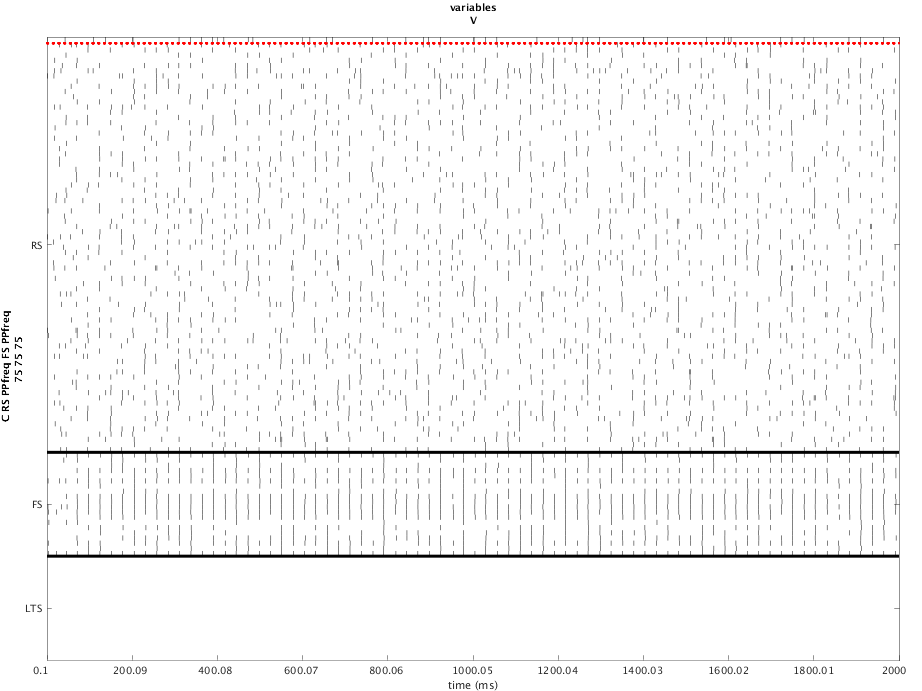 variables
V
C RS PPfreq FS PPfreq
75 75 75
RS
FS
LTS
0.1 200.09 400.08 600.07 800.06 1000.05 1200.04 1400.03 1600.02 1800.01 2000
time (ms)